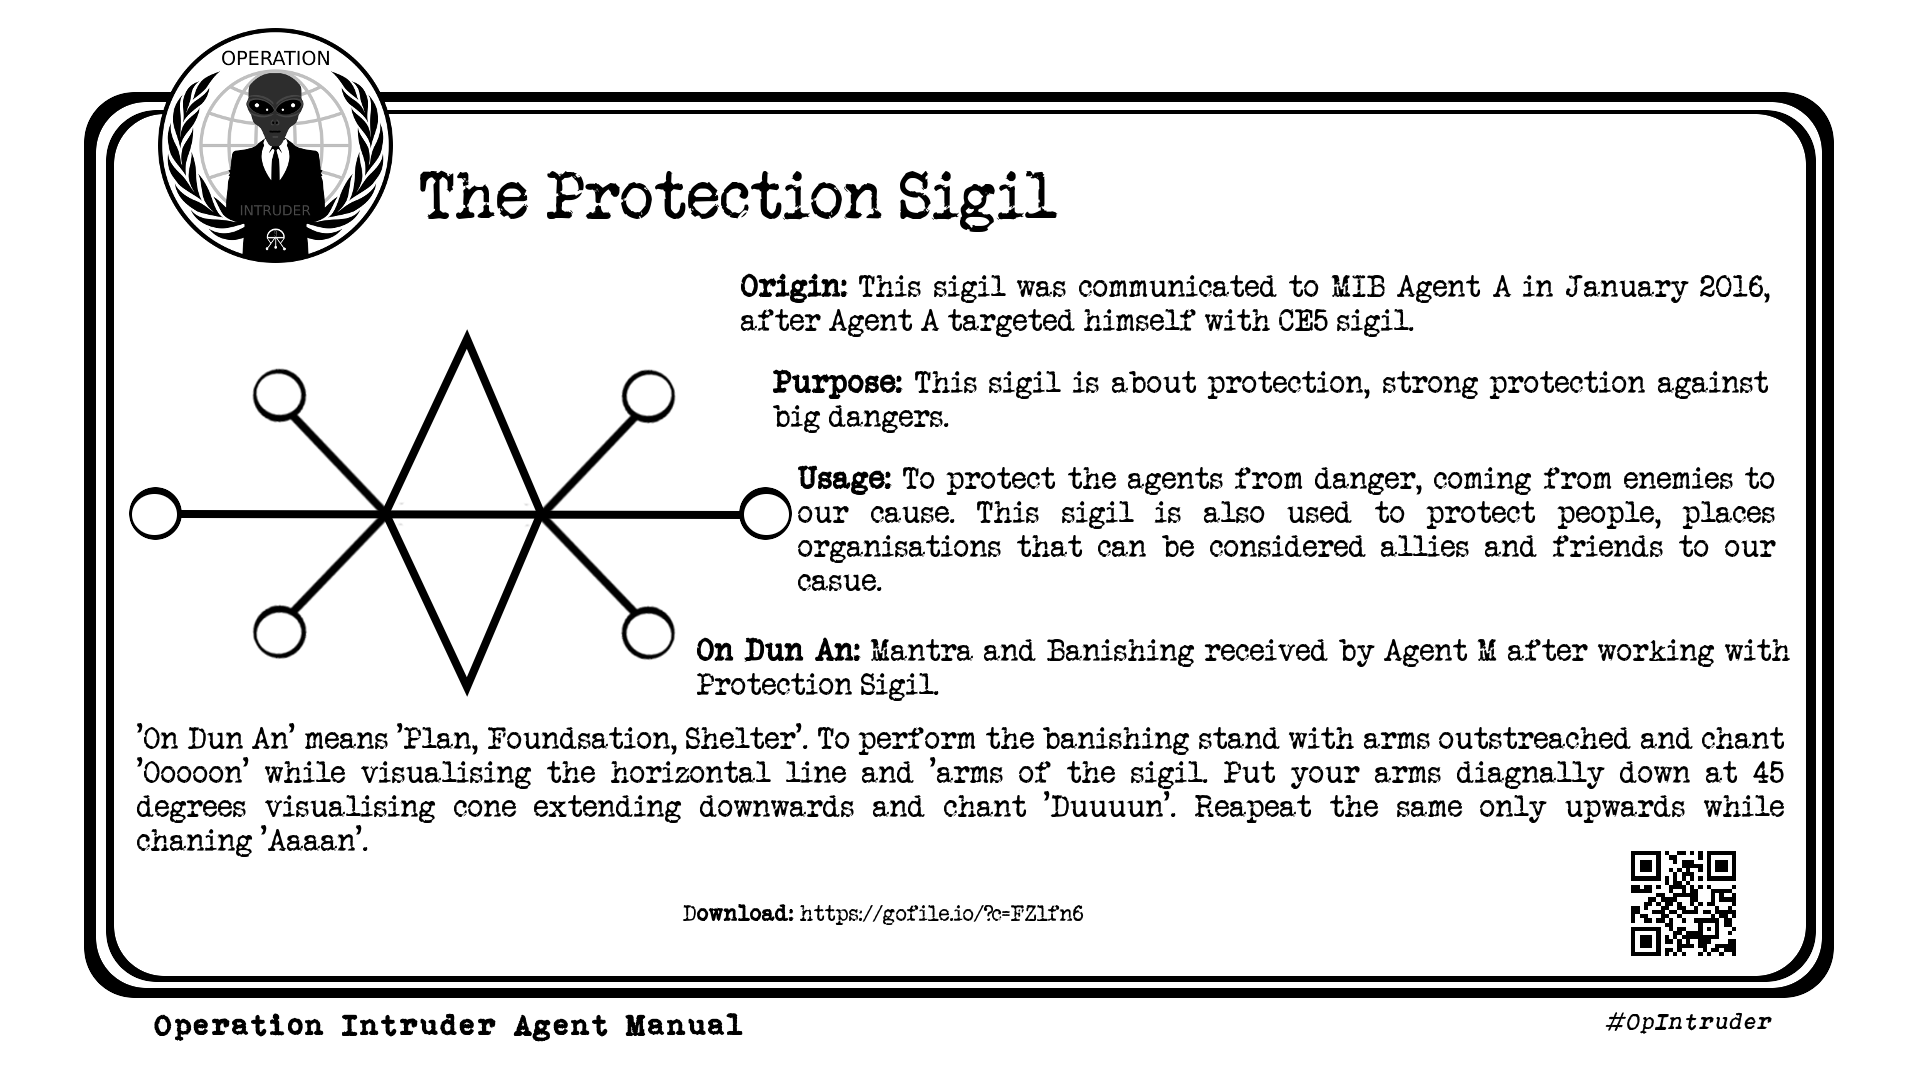 OPERATION
INTRUDER
The Protection Sigil
Origin: This sigil was communicated to MIB Agent A in January 2016,
after Agent A targeted himself with CE5 sigil.
Purpose: This sigil is about protection, strong protection against
big dangers.
Usage: To protect the agents from danger, coming from enemies to
our cause. This sigil is also used to protect people, places
organisations that can be considered allies and friends to our
casue.
On Dun An: Mantra and Banishing received by Agent M after working with
Protection Sigil.
'On Dun An' means 'Plan, Foundsation, Shelter'. To perform the banishing stand with arms outstreached and chant
'Ooooon' while visualising the horizontal line and 'arms of the sigil. Put your arms diagnally down at 45
degrees visualising cone extending downwards and chant 'Duuuun'. Reapeat the same only upwards while
chaning 'Aaaan'.
Download: https://gofile.io/?c=FZlfn6
Operation Intruder Agent Manual
#OpIntruder